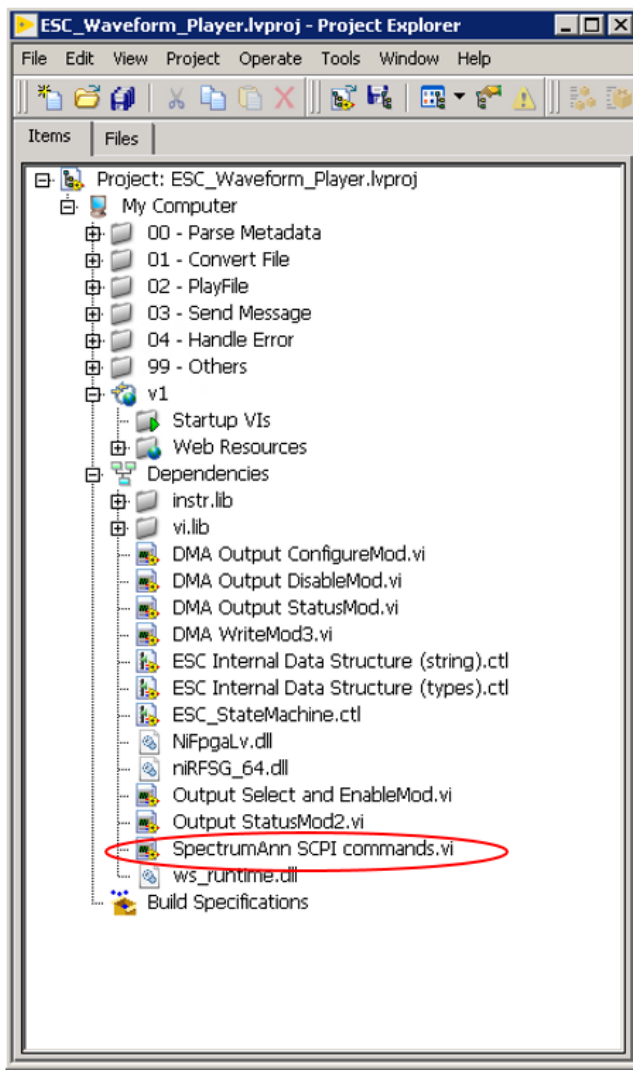 ESC_Waveform_Player.lvproj - Project Explorer
File Edit View Project Operate Tools Window Help
Items Files
Project: ESC_Waveform_Player.lvproj
My Computer
00 - Parse Metadata
01 - Convert File
02 - PlayFile
03 - Send Message
04 - Handle Error
99 - Others
v1
Startup VIs
Web Resources
Dependencies
instr.lib
vi.lib
DMA Output ConfigureMod.vi
DMA Output DisableMod.vi
DMA Output StatusMod.vi
DMA WriteMod3.vi
ESC Internal Data Structure (string).ctl
ESC Internal Data Structure (types).ctl
ESC_StateMachine.ctl
NiFpgaLv.dll
niRFSG_64.dll
Output Select and EnableMod.vi
Output StatusMod2.vi
SpectrumAnn SCPI commands.vi
ws_runtime.dll
Build Specifications